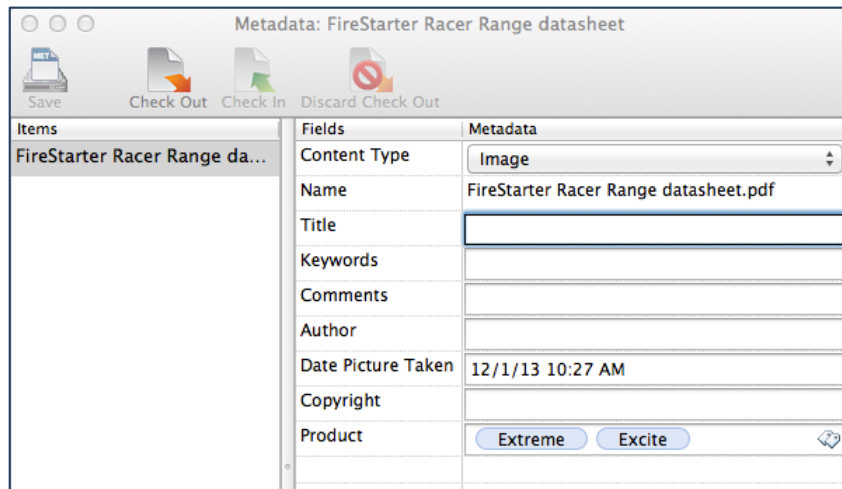 Metadata: FireStarter Racer Range datasheet
MET
Save Check Out Check In Discard Check Out
Items Fields Metadata
FireStarter Racer Range da... Content Type Image
Name FireStarter Racer Range datasheet.pdf
Title
Keywords
Comments
Author
Date Picture Taken 12/1/13 10:27 AM
Copyright
Product Extreme Excite